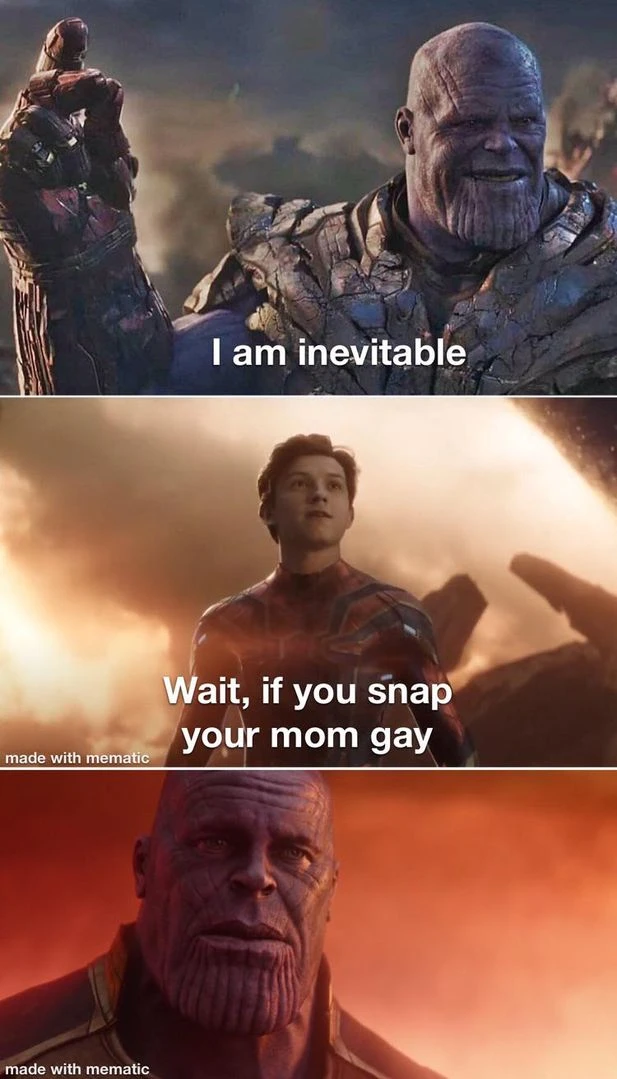 I am inevitable
Wait, if you snap
your mom gay
made with mematic
made with mematic